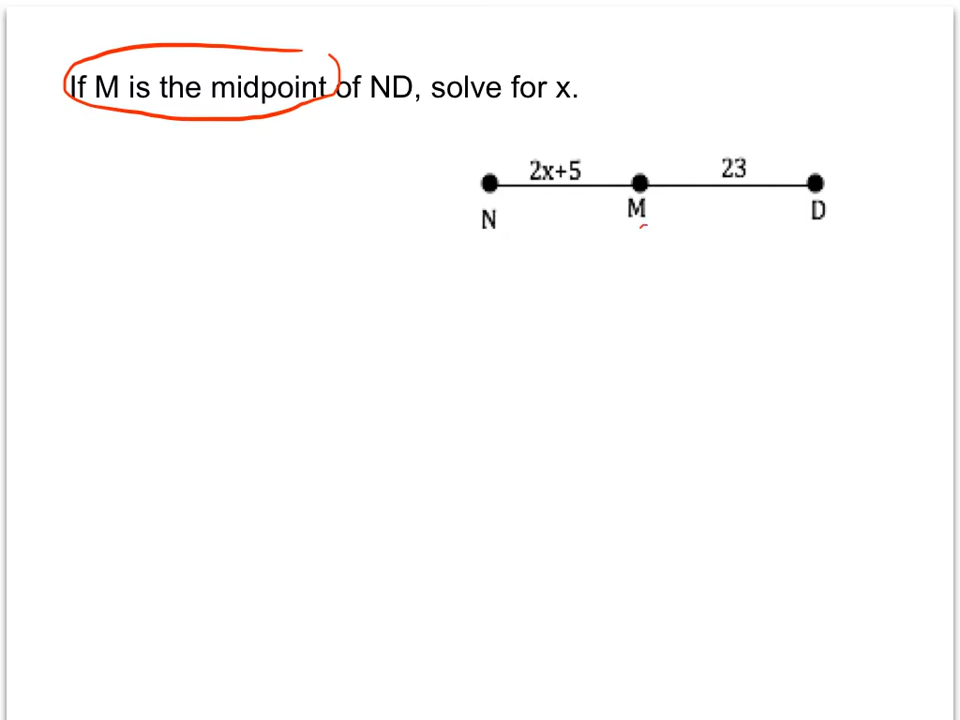 If M is the midpoint of ND, solve for x.
2x+5 23
N M D